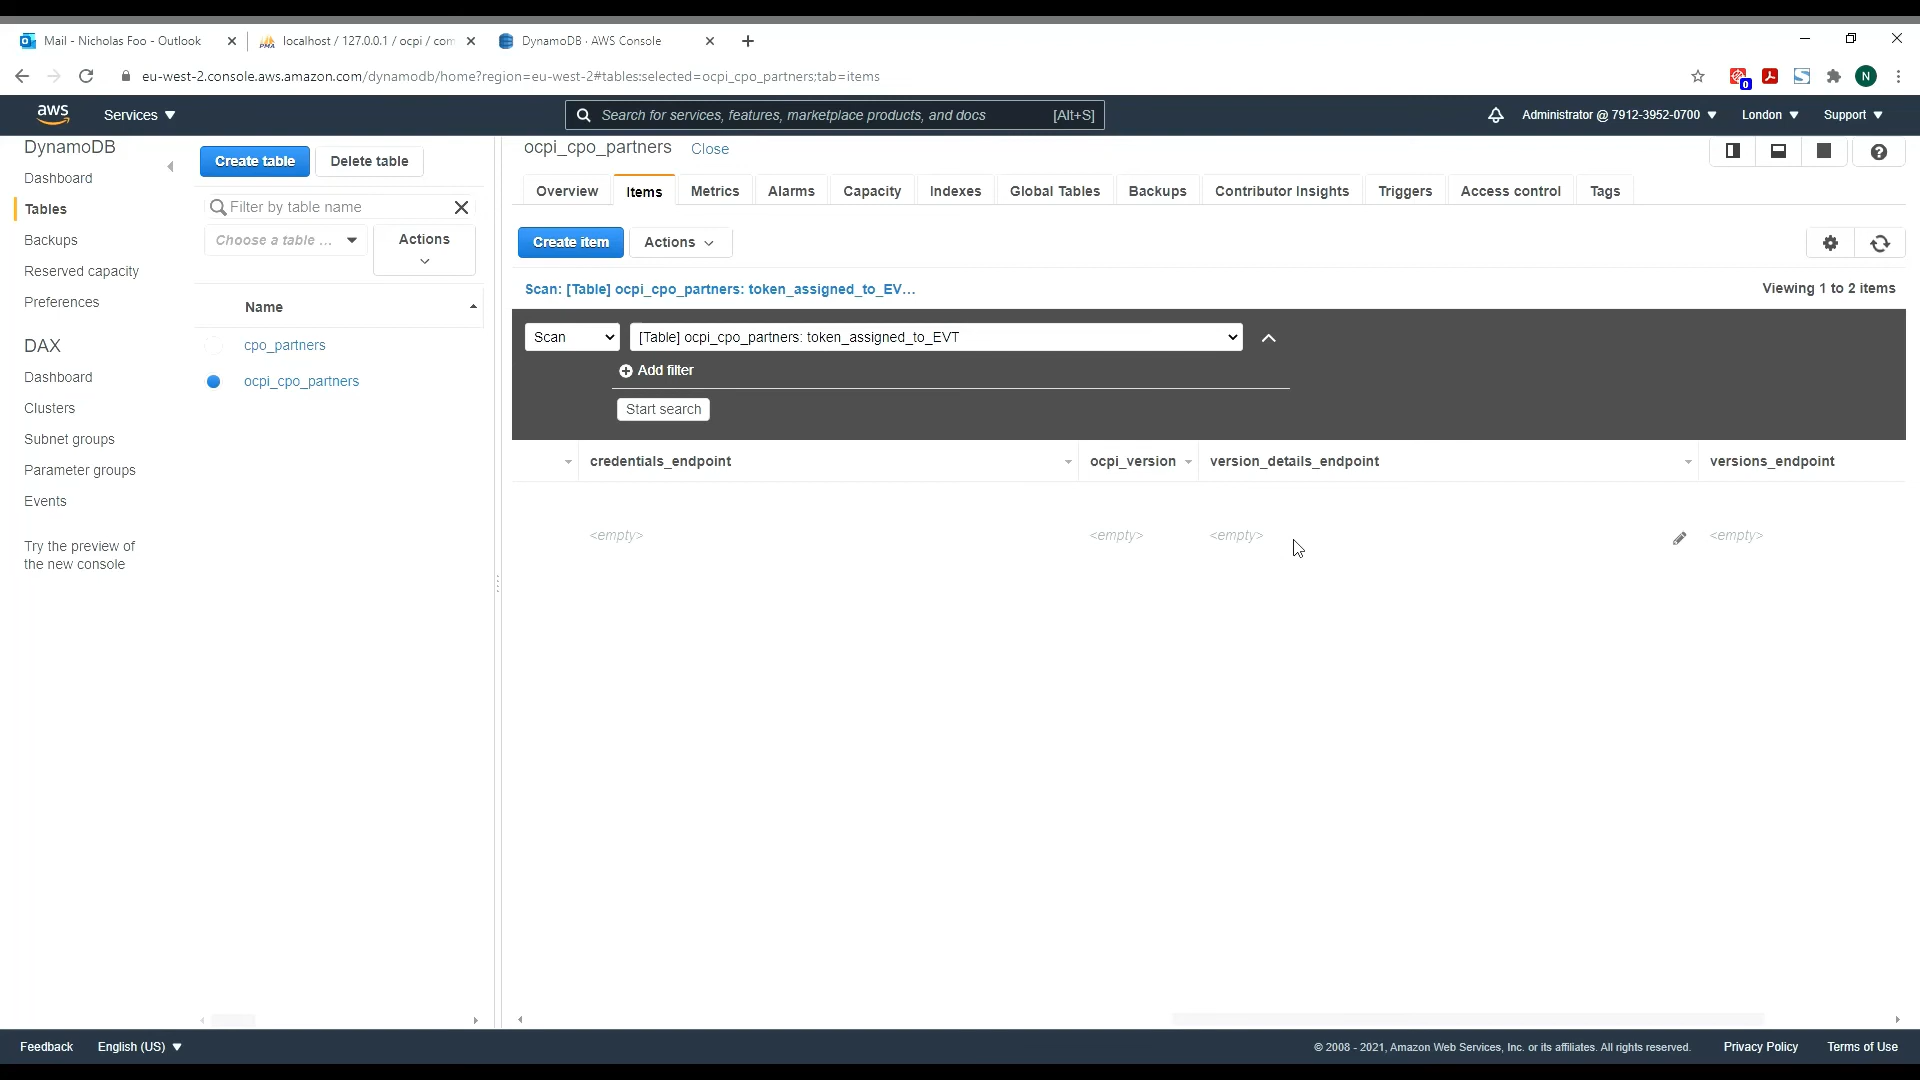 Mail - Nicholas Foo - Outlook
localhost / 127.0.0.1 / ocpi / com
DynamoDB · AWS Console
eu-west-2.console.aws.amazon.com/dynamodb/home?region=eu-west-2#tables:selected=ocpi_cpo_partners;tab=items
0
N
aws
Services
Search for services, features, marketplace products, and docs
[Alt+S]
Administrator @ 7912-3952-0700
London
Support
DynamoDB
Dashboard
Tables
Backups
Reserved capacity
Preferences
DAX
Dashboard
Clusters
Subnet groups
Parameter groups
Events
Try the preview of
the new console
Create table
Delete table
Filter by table name
Choose a table ...
Actions
Name
cpo_partners
ocpi_cpo_partners
ocpi_cpo_partners
Close
Overview
Items
Metrics
Alarms
Capacity
Indexes
Global Tables
Backups
Contributor Insights
Triggers
Access control
Tags
Create item
Actions
Scan: [Table] ocpi_cpo_partners: token_assigned_to_EV...
Viewing 1 to 2 items
Scan
[Table] ocpi_cpo_partners: token_assigned_to_EVT
Add filter
Start search
credentials_endpoint
ocpi_version
version_details_endpoint
versions_endpoint
<empty>
<empty>
<empty>
<empty>
Feedback
English (US)
© 2008 - 2021, Amazon Web Services, Inc. or its affiliates. All rights reserved.
Privacy Policy
Terms of Use